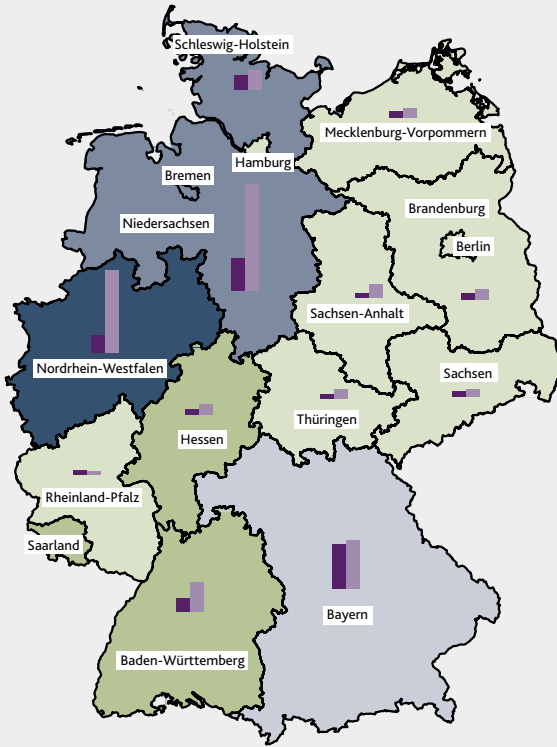 Schleswig-Holstein
Mecklenburg-Vorpommern
Hamburg
Bremen
Brandenburg
Niedersachsen
Berlin
Sachsen-Anhalt
Nordrhein-Westfalen
Sachsen
Thüringen
Hessen
Rheinland-Pfalz
Saarland
Bayern
Baden-Württemberg